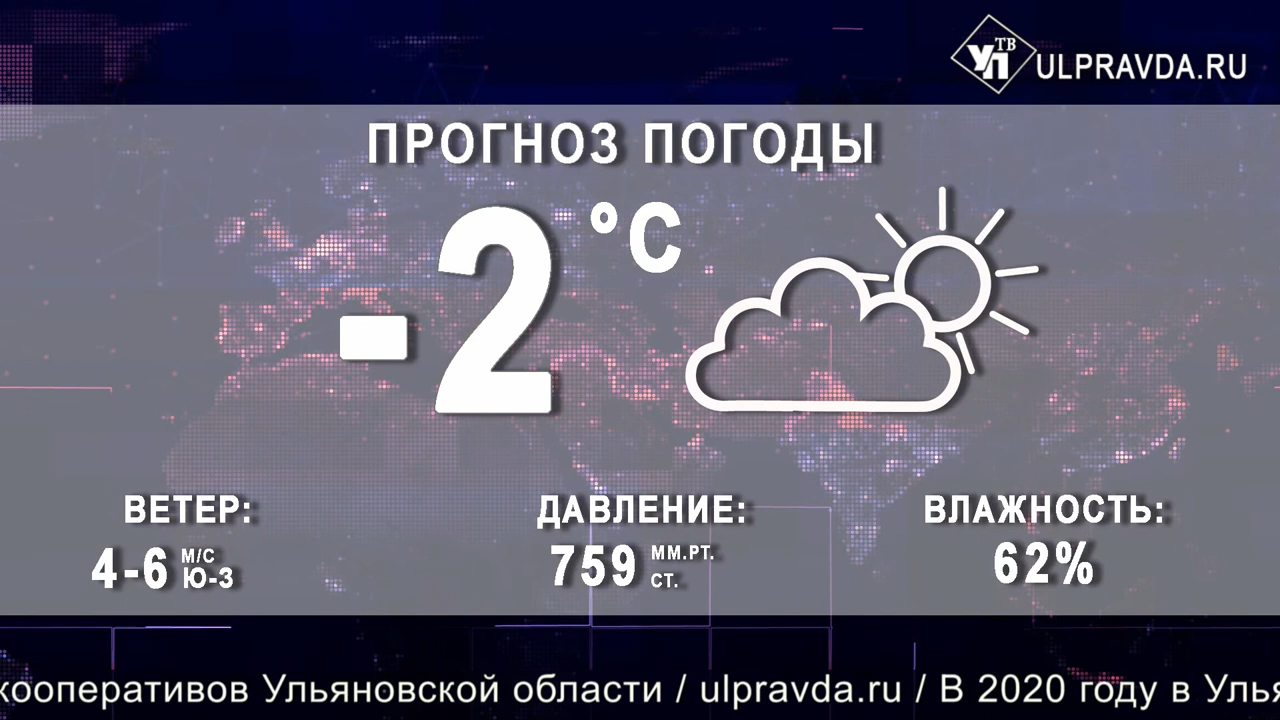 УП ТВ ULPRAVDA.RU
ПРОГНОЗ ПОГОДЫ
-2 °C
ВЕТЕР: ДАВЛЕНИЕ: ВЛАЖНОСТЬ:
4-6 М/С Ю-З 759 ММ.РТ. СТ. 62%
кооперативов Ульяновской области / ulpravda.ru / В 2020 году в Улья